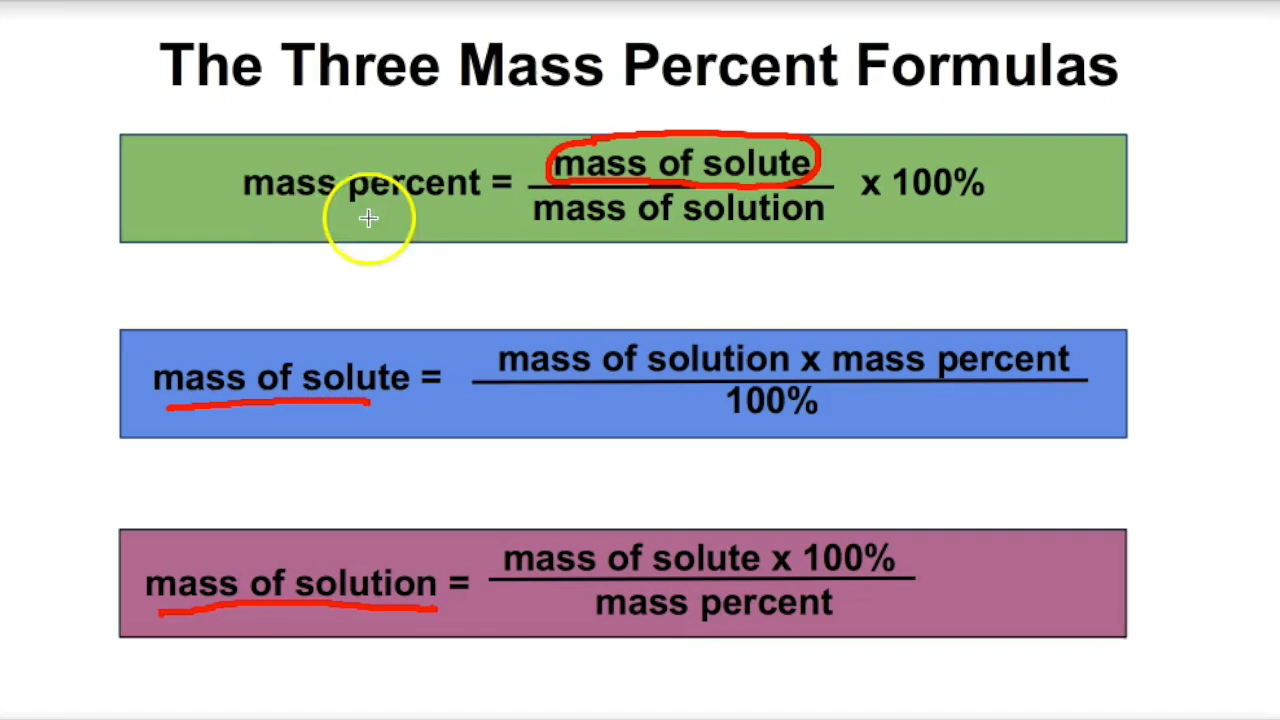 The Three Mass Percent Formulas
mass percent = mass of solute / mass of solution x 100%
mass of solute = mass of solution x mass percent / 100%
mass of solution = mass of solute x 100% / mass percent